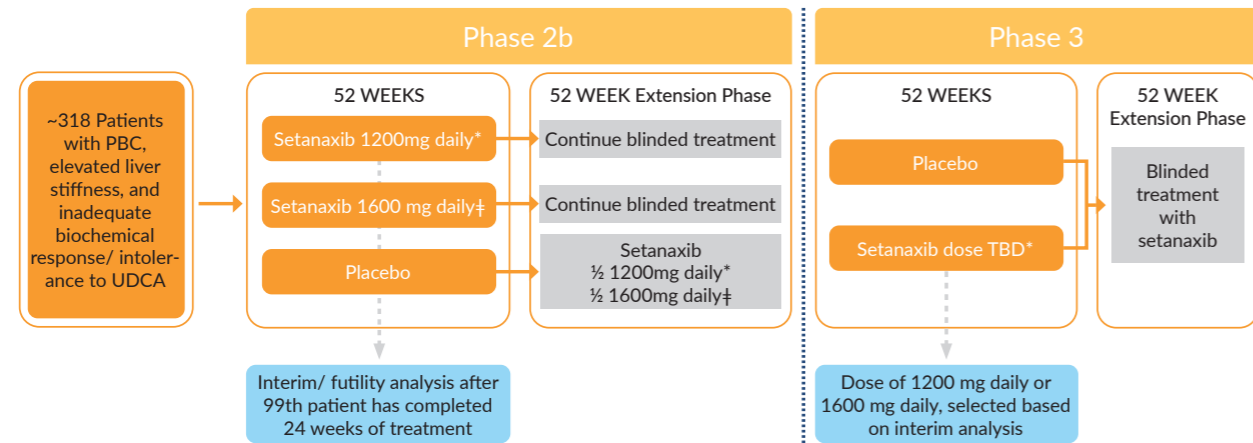 Phase 2b
Phase 3
~318 Patients
with PBC,
elevated liver
stiffness, and
inadequate
biochemical
response/ intoler-
ance to UDCA
52 WEEKS
Setanaxib 1200mg daily*
Setanaxib 1600 mg daily‡
Placebo
52 WEEK Extension Phase
Continue blinded treatment
Continue blinded treatment
Setanaxib
½ 1200mg daily*
½ 1600mg daily‡
Interim/ futility analysis after
99th patient has completed
24 weeks of treatment
52 WEEKS
Placebo
Setanaxib dose TBD*
52 WEEK
Extension Phase
Blinded
treatment
with
setanaxib
Dose of 1200 mg daily or
1600 mg daily, selected based
on interim analysis